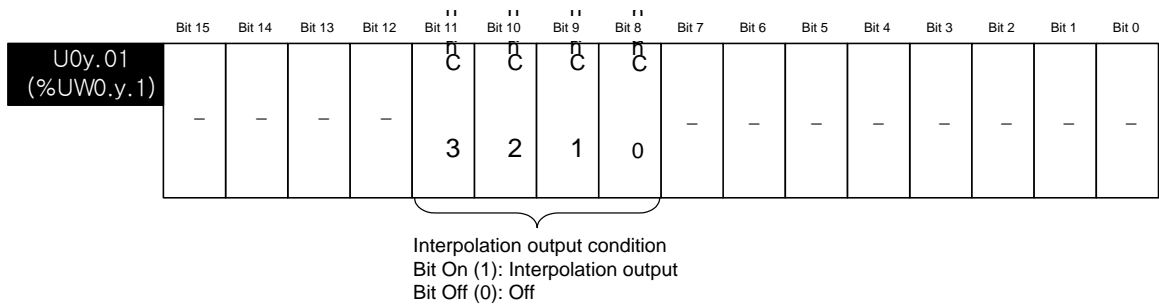 Bit 15 Bit 14 Bit 13 Bit 12 Bit 11 Bit 10 Bit 9 Bit 8 Bit 7 Bit 6 Bit 5 Bit 4 Bit 3 Bit 2 Bit 1 Bit 0
U0y.01
(%UW0.y.1)
C C C C
– – – – – – – – – – – –
3 2 1 0
Interpolation output condition
Bit On (1): Interpolation output
Bit Off (0): Off